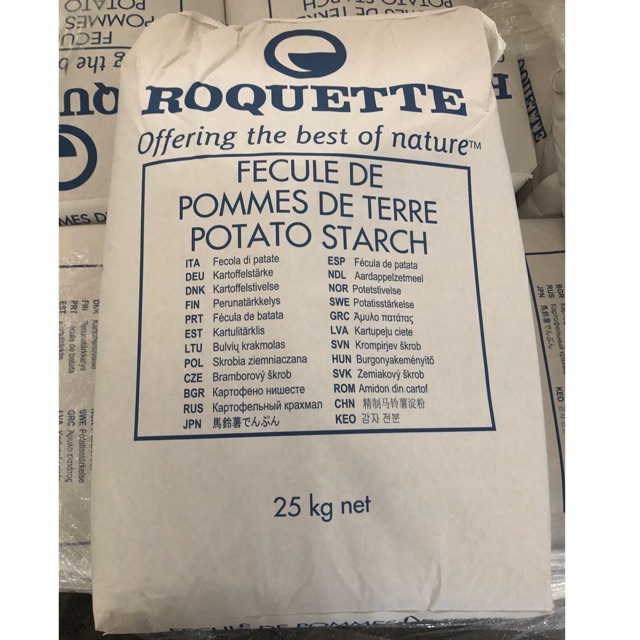 ROQUETTE
Offering the best of nature™
FECULE DE
POMMES DE TERRE
POTATO STARCH
ITA Fecola di patate
DEU Kartoffelstärke
DNK Kartoffelstivelse
FIN Perunatärkkelys
PRT Fécula de batata
EST Kartulitärklis
LTU Bulvių krakmolas
POL Skrobia ziemniaczana
CZE Bramborový škrob
BGR Картофено нишесте
RUS Картофельный крахмал
JPN 馬鈴薯でんぷん
ESP Fécula de patata
NDL Aardappelzetmeel
NOR Potetstivelse
SWE Potatisstärkelse
GRC Άμυλο πατάτας
LVA Kartupeļu ciete
SVN Krompirjev škrob
HUN Burgonyakeményítő
SVK Zemiakový škrob
ROM Amidon din cartof
CHN 精制马铃薯淀粉
KEO 감자 전분
25 kg net
FECULE DE POMMES